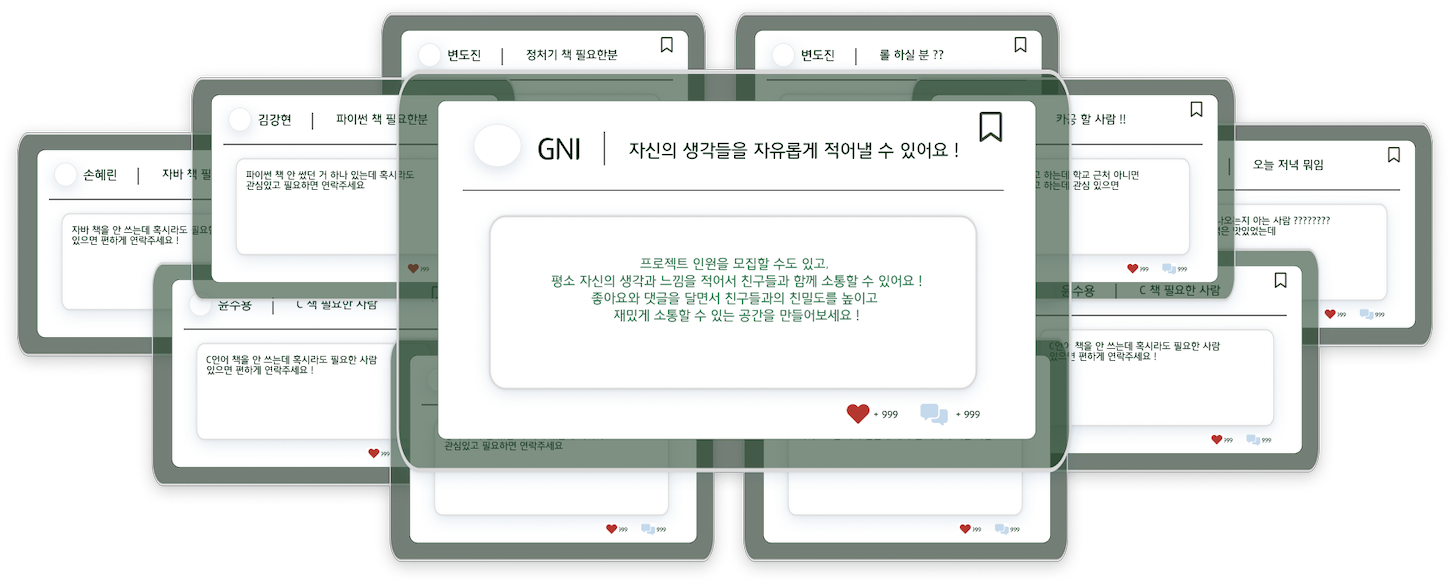 변도진 | 정처기 책 필요한분
변도진 | 롤 하실 분 ??
김강현 | 파이썬 책 필요한분
파이썬 책 안 썼던 거 하나 있는데 혹시라도
관심있고 필요하면 연락주세요
999
할 사람 !!
하는데 학교 근처 아니면
하는데 관심 있으면
999 999
손혜린 | 자바 책
자바 책을 안 쓰는데 혹시라도
있으면 편하게 연락주세요 !
오늘 저녁 뭐임
아는 사람 ????????
맛있었는데
999 999
GNI | 자신의 생각들을 자유롭게 적어낼 수 있어요 !
프로젝트 인원을 모집할 수도 있고,
평소 자신의 생각과 느낌을 적어서 친구들과 함께 소통할 수 있어요 !
좋아요와 댓글을 달면서 친구들과의 친밀도를 높이고
재밌게 소통할 수 있는 공간을 만들어보세요 !
+ 999 + 999
윤수용 | C 책 필요한 사람
C언어 책을 안 쓰는데 혹시라도 필요한 사람
있으면 편하게 연락주세요 !
999
윤수용 | C 책 필요한 사람
C언어 책을 안 쓰는데 혹시라도 필요한 사람
있으면 편하게 연락주세요 !
999 999
관심있고 필요하면 연락주세요
999 999
999 999